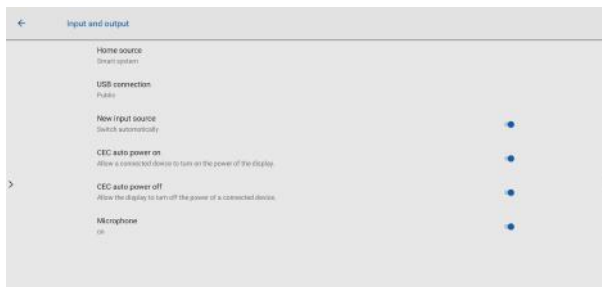 Input and output
Home source
Smart system
USB connection
Public
New input source
Switch automatically
CEC auto power on
Allow a connected device to turn on the power of the display.
CEC auto power off
Allow the display to turn off the power of a connected device.
Microphone
on